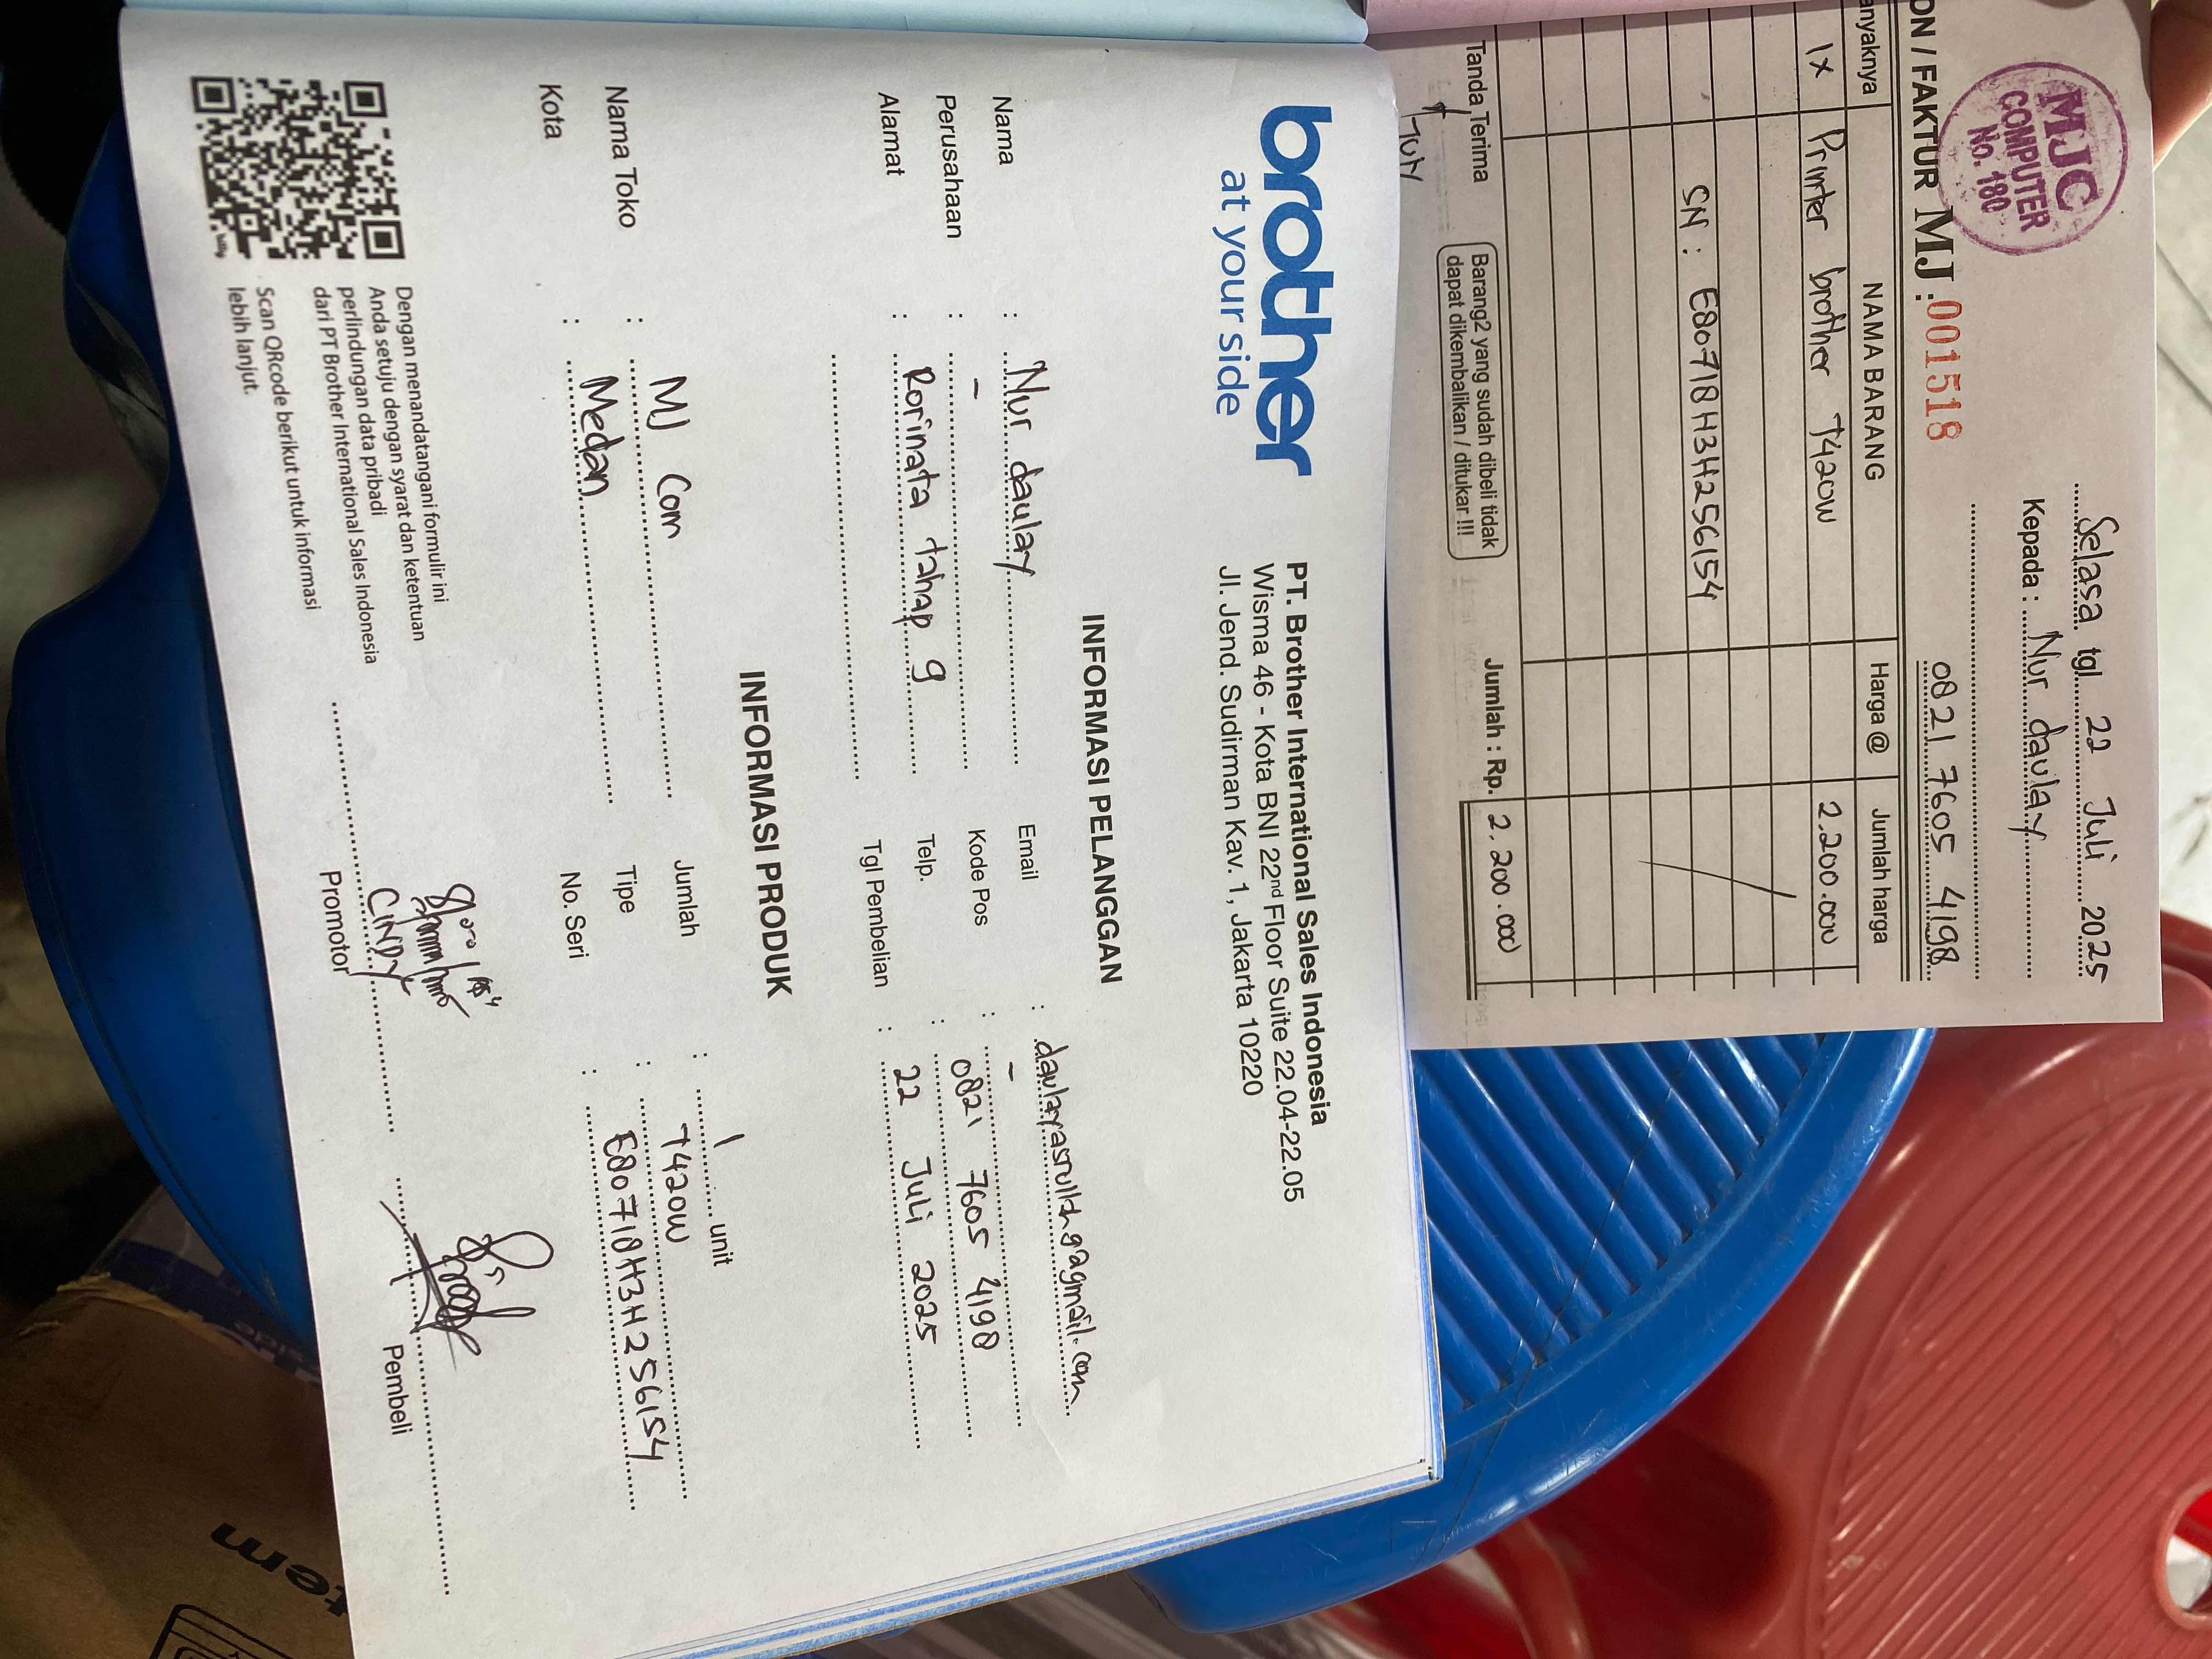 MJC
COMPUTER
No. 180
Selasa tgl 22 Juli 2025
Kepada : Nur daulay
0821 7605 4198
ON / FAKTUR MJ : 001518
anyaknya NAMA BARANG Harga @ Jumlah harga
1x Printer brother T420W 2.200.000
SN : E80718H3H256154
Tanda Terima Barang2 yang sudah dibeli tidak dapat dikembalikan / ditukar !!! Jumlah : Rp. 2.200.000
brother
at your side
PT. Brother International Sales Indonesia
Wisma 46 - Kota BNI 22nd Floor Suite 22.04-22.05
Jl. Jend. Sudirman Kav. 1, Jakarta 10220
INFORMASI PELANGGAN
Nama : Nur daulay Email :
Perusahaan : - Kode Pos : -
Alamat : Rorinata tahap 9 Telp. : 0821 7605 4198
Tgl Pembelian : 22 Juli 2025
INFORMASI PRODUK
Nama Toko : MJ Com Jumlah : 1 unit
Kota : Medan Tipe : T420W
No. Seri : E80718H3H256154
Dengan menandatangani formulir ini
Anda setuju dengan syarat dan ketentuan
perlindungan data pribadi
dari PT Brother International Sales Indonesia
Scan QRcode berikut untuk informasi
lebih lanjut.
CINDY
Promotor Pembeli
tem